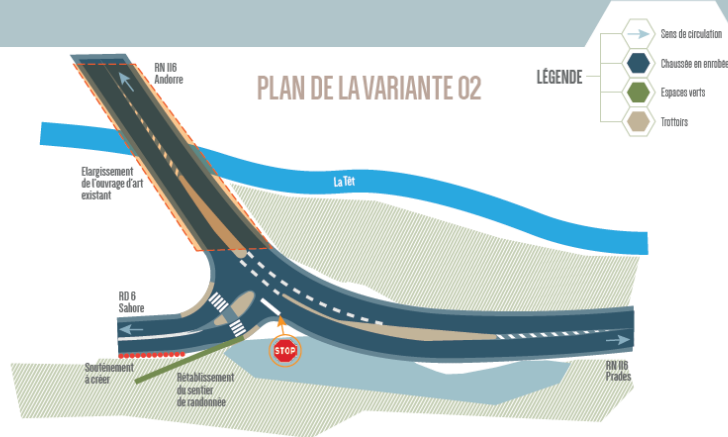 PLAN DE LA VARIANTE 02
LÉGENDE
Sens de circulation
Chaussée en enrobée
Espaces verts
Trottoirs
RN 116
Andorre
Elargissement
de l'ouvrage d'art
existant
La Têt
RD 6
Sahore
STOP
Soutènement
à créer
Rétablissement
du sentier
de randonnée
RN 116
Prades